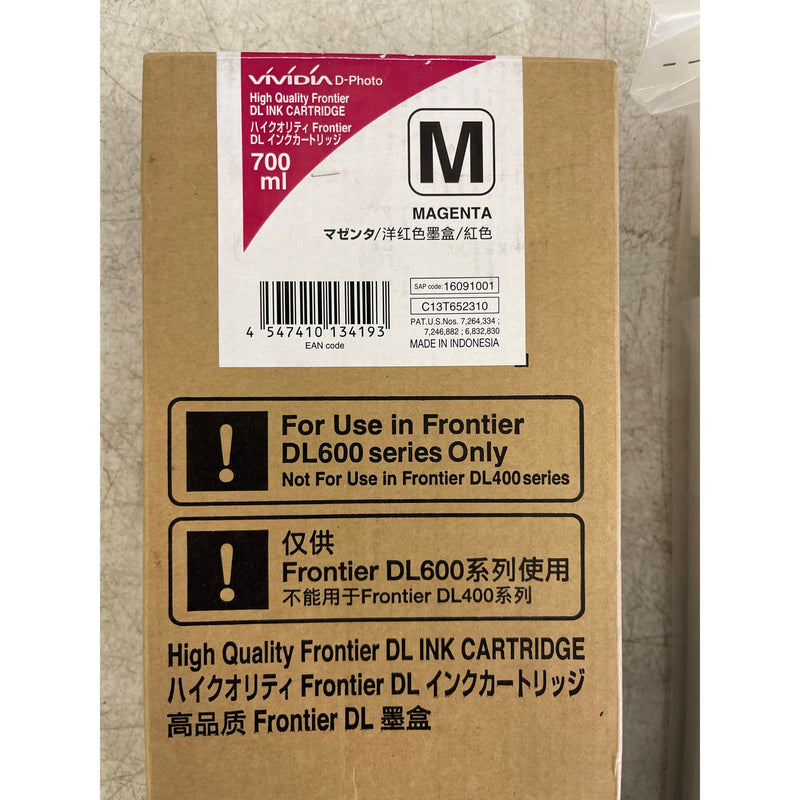 ViViDiA D-Photo
High Quality Frontier
DL INK CARTRIDGE
ハイクオリティ Frontier
DL インクカートリッジ
700
ml
M
MAGENTA
マゼンタ/洋红色墨盒/紅色
SAP code: 16091001
C13T652310
PAT.U.S.Nos. 7,264,334 ;
7,246,882 ; 6,832,830
MADE IN INDONESIA
4 547410 134193
EAN code
For Use in Frontier
DL600 series Only
Not For Use in Frontier DL400 series
仅供
Frontier DL600系列使用
不能用于Frontier DL400系列
High Quality Frontier DL INK CARTRIDGE
ハイクオリティ Frontier DL インクカートリッジ
高品质 Frontier DL 墨盒